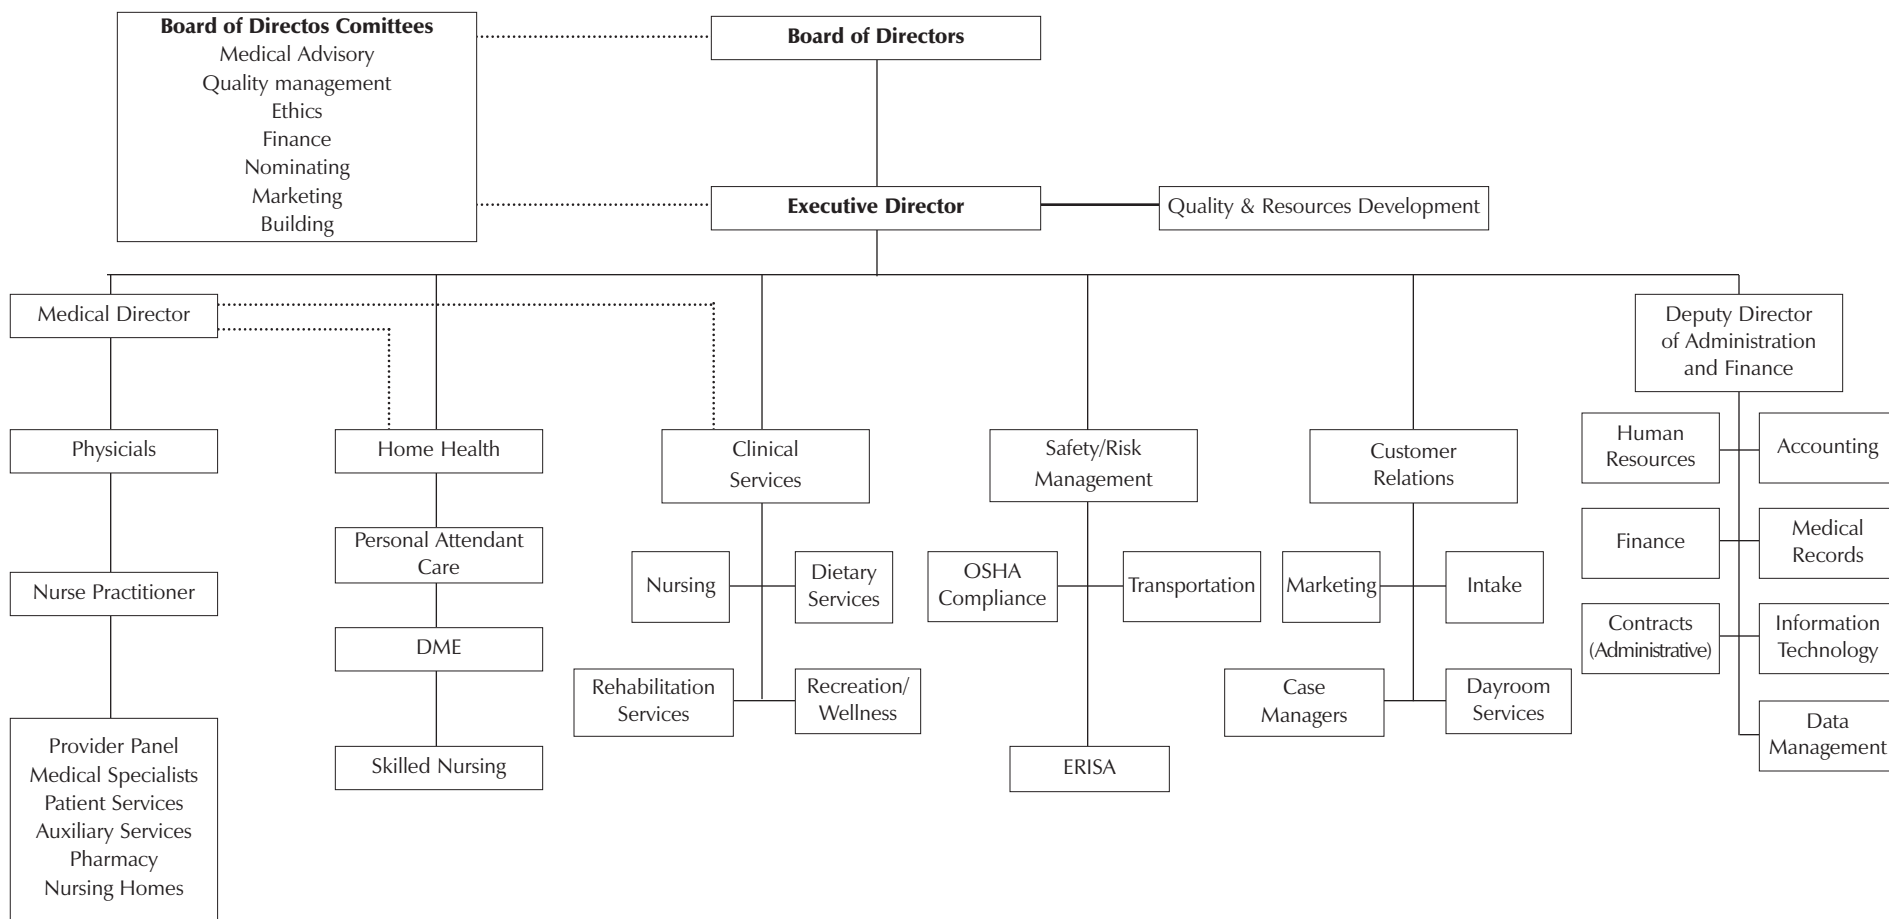 Board of Directos Comittees
Medical Advisory
Quality management
Ethics
Finance
Nominating
Marketing
Building
Board of Directors
Executive Director
Quality & Resources Development
Medical Director
Physicials
Nurse Practitioner
Provider Panel
Medical Specialists
Patient Services
Auxiliary Services
Pharmacy
Nursing Homes
Home Health
Personal Attendant
Care
DME
Skilled Nursing
Clinical
Services
Nursing
Dietary
Services
Rehabilitation
Services
Recreation/
Wellness
Safety/Risk
Management
OSHA
Compliance
Transportation
ERISA
Customer
Relations
Marketing
Intake
Case
Managers
Dayroom
Services
Deputy Director
of Administration
and Finance
Human
Resources
Accounting
Finance
Medical
Records
Contracts
(Administrative)
Information
Technology
Data
Management